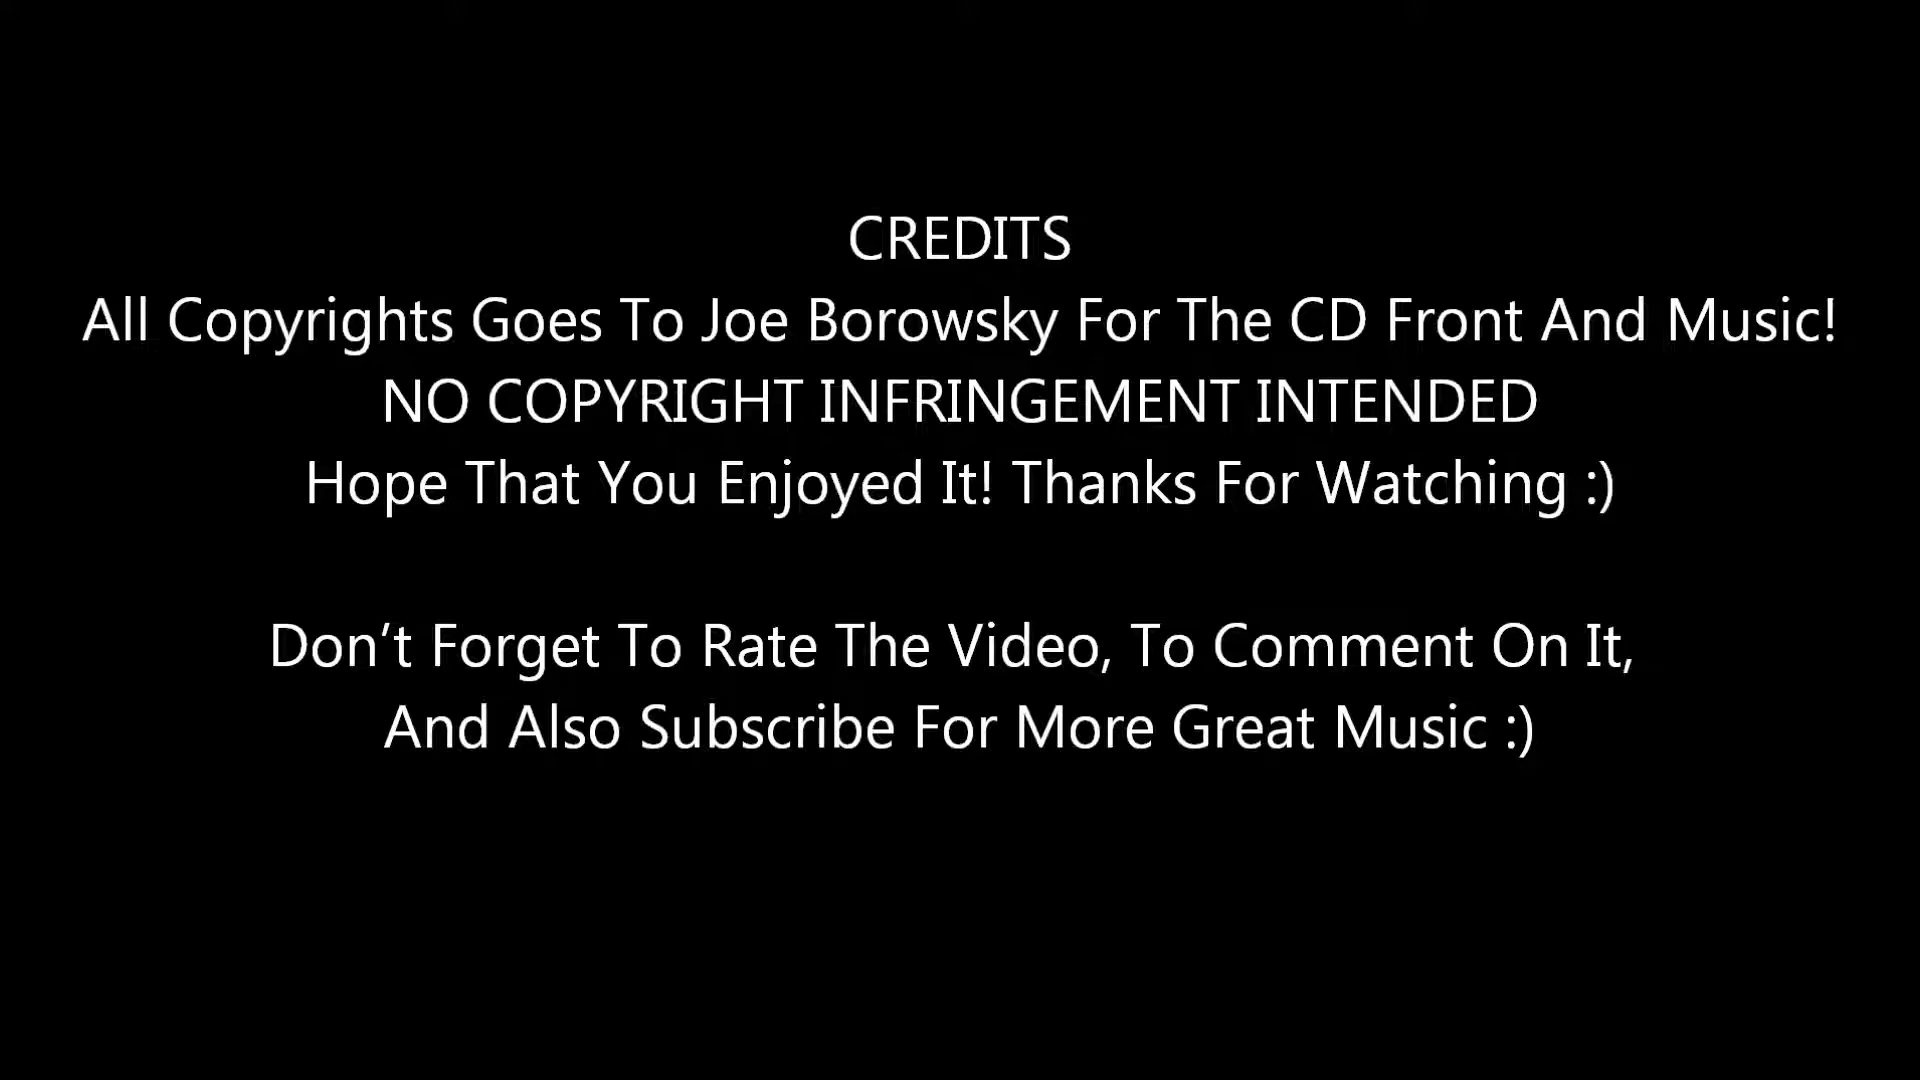 CREDITS
All Copyrights Goes To Joe Borowsky For The CD Front And Music!
NO COPYRIGHT INFRINGEMENT INTENDED
Hope That You Enjoyed It! Thanks For Watching :)
Don’t Forget To Rate The Video, To Comment On It,
And Also Subscribe For More Great Music :)